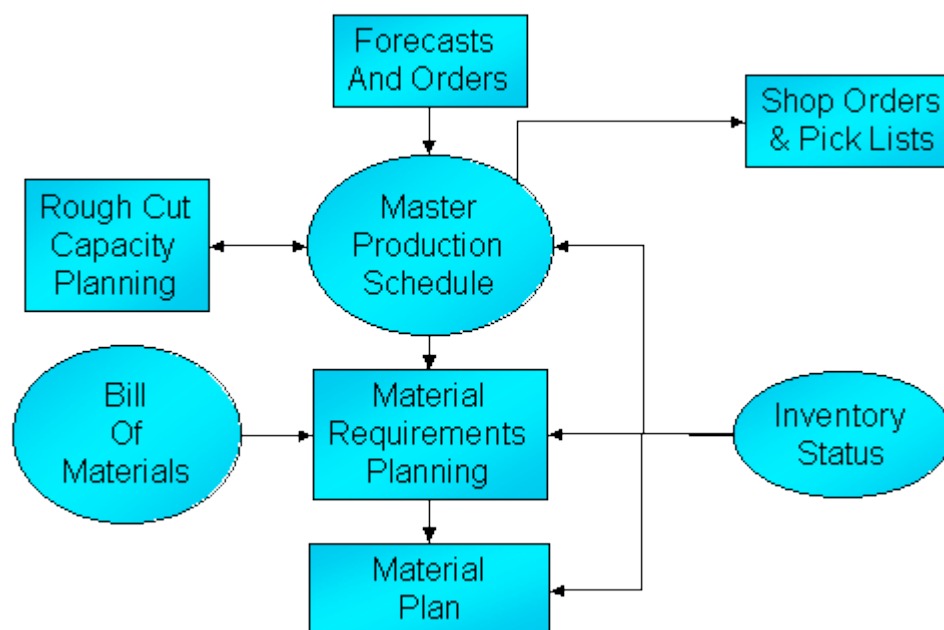 Forecasts
And Orders
Shop Orders
& Pick Lists
Rough Cut
Capacity
Planning
Master
Production
Schedule
Bill
Of
Materials
Material
Requirements
Planning
Inventory
Status
Material
Plan